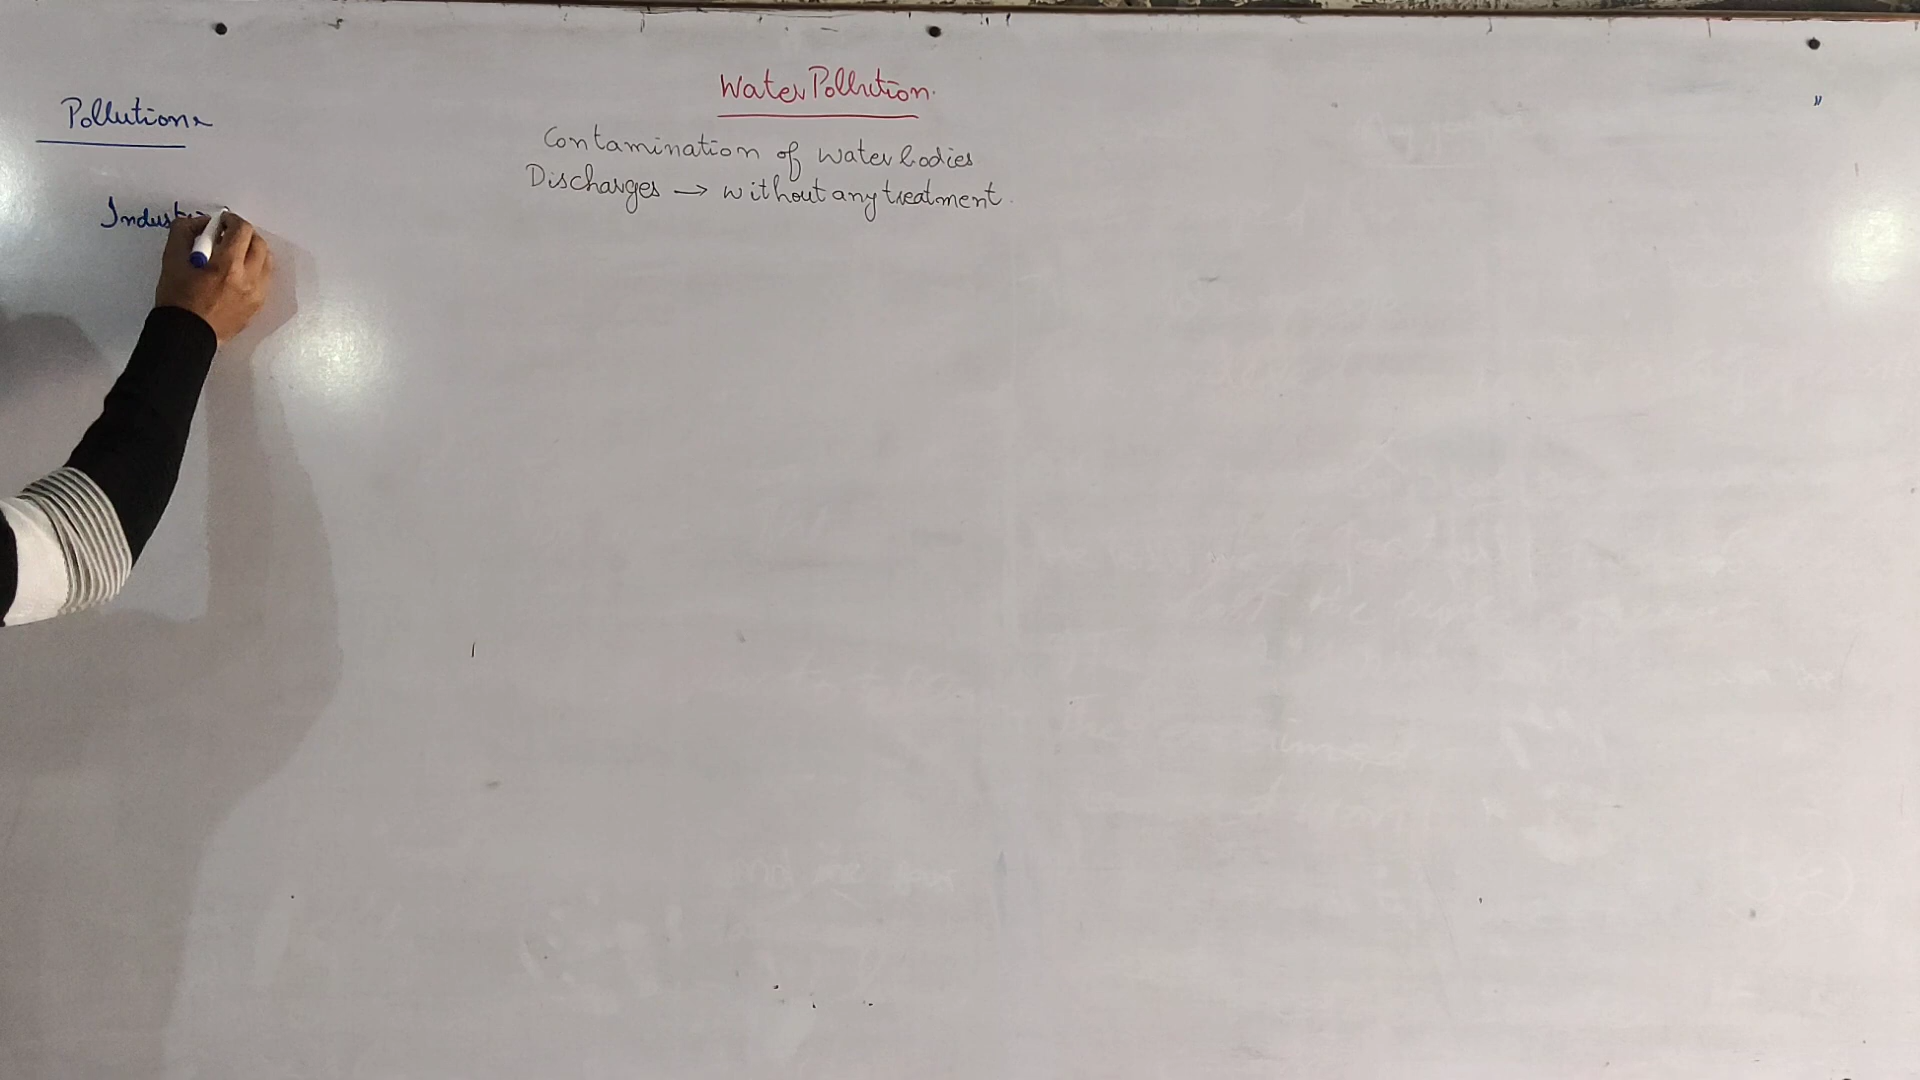 Water Pollution.
Pollution
Contamination of water bodies
Discharges → without any treatment.